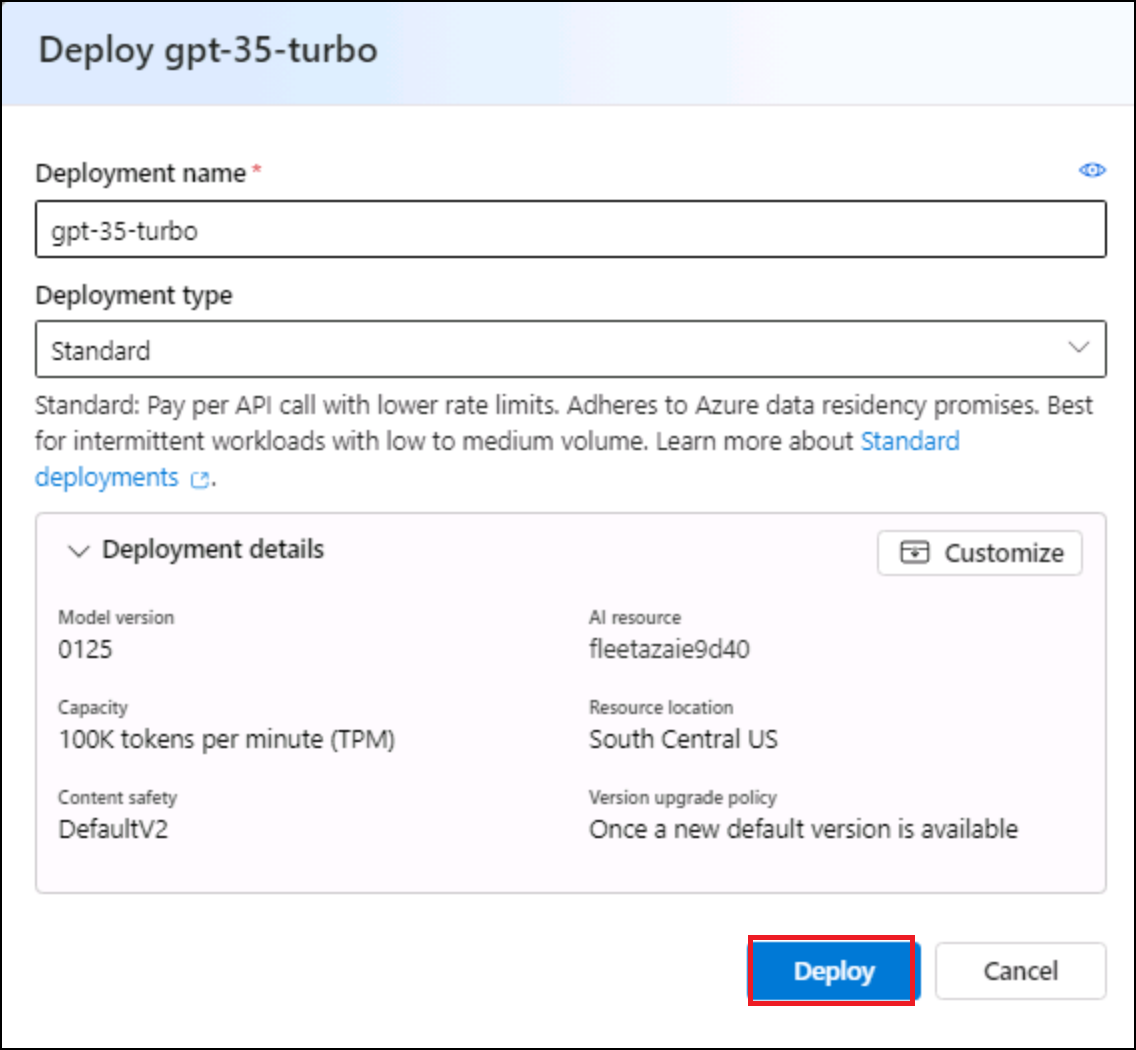 Deploy gpt-35-turbo
Deployment name *
gpt-35-turbo
Deployment type
Standard
Standard: Pay per API call with lower rate limits. Adheres to Azure data residency promises. Best
for intermittent workloads with low to medium volume. Learn more about Standard
deployments .
Deployment details
Customize
Model version
0125
AI resource
fleetazaie9d40
Capacity
100K tokens per minute (TPM)
Resource location
South Central US
Content safety
DefaultV2
Version upgrade policy
Once a new default version is available
Deploy
Cancel